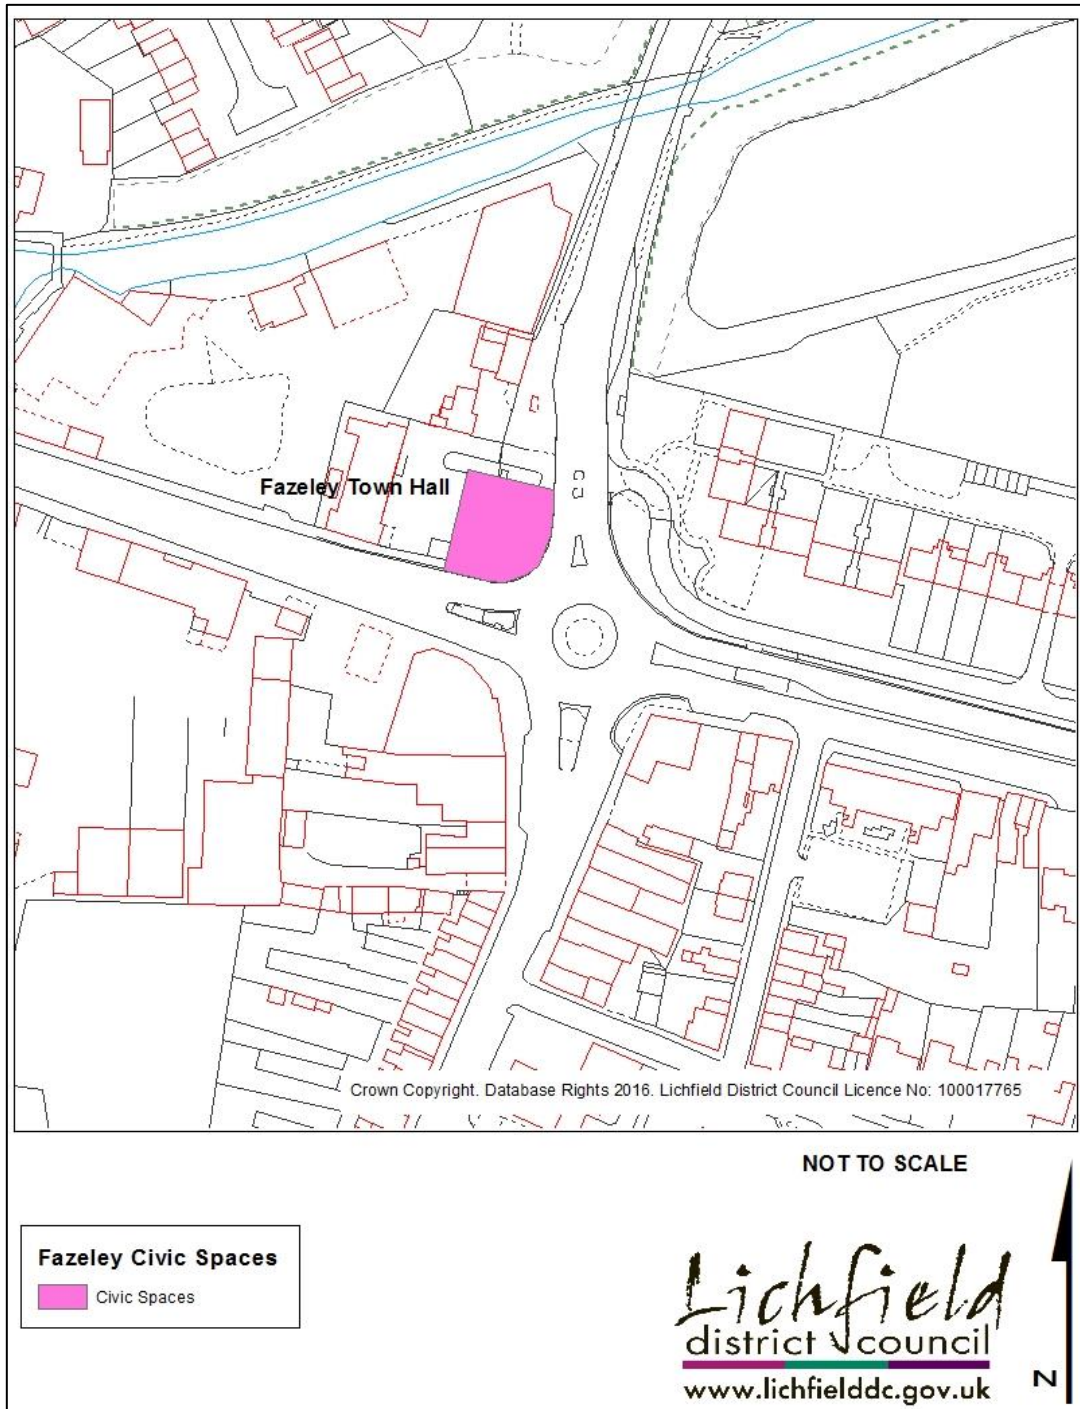 Fazeley Town Hall
Crown Copyright. Database Rights 2016. Lichfield District Council Licence No: 100017765
NOT TO SCALE
Fazeley Civic Spaces
Civic Spaces
Lichfield
district council
www.lichfielddc.gov.uk
N